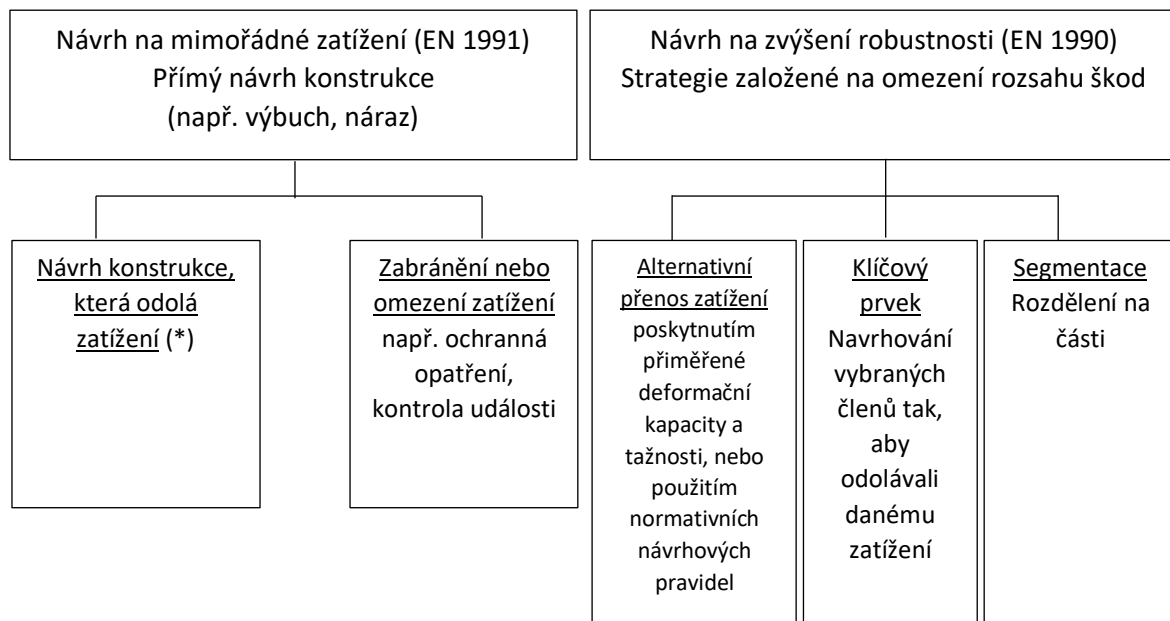 Návrh na mimořádné zatížení (EN 1991)
Přímý návrh konstrukce
(např. výbuch, náraz)
Návrh na zvýšení robustnosti (EN 1990)
Strategie založené na omezení rozsahu škod
Návrh konstrukce,
která odolá
zatížení (*)
Zabránění nebo
omezení zatížení
např. ochranná
opatření,
kontrola události
Alternativní
přenos zatížení
poskytnutím
přiměřené
deformační
kapacity a
tažnosti, nebo
použitím
normativních
návrhových
pravidel
Klíčový
prvek
Navrhování
vybraných
členů tak,
aby
odolávali
danému
zatížení
Segmentace
Rozdělení na
části